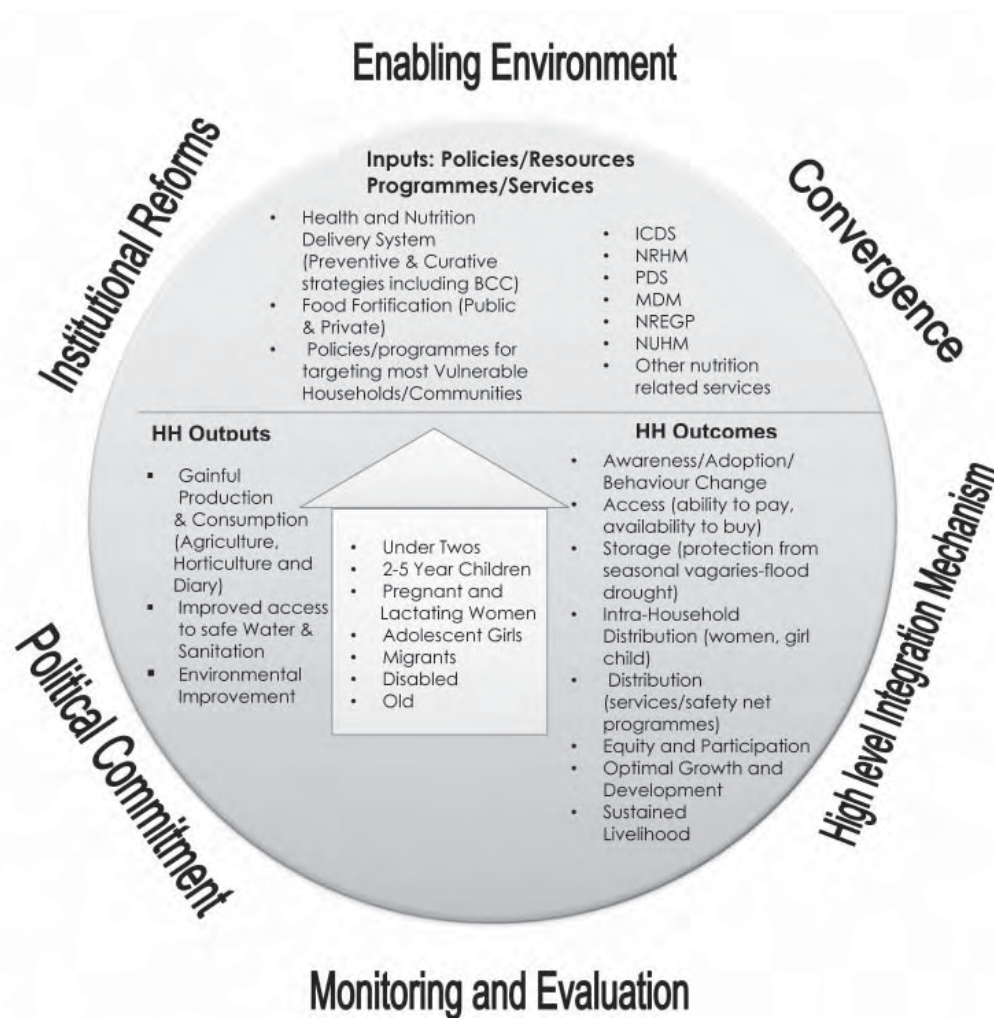 Enabling Environment
Institutional Reforms
Convergence
Inputs: Policies/Resources
Programmes/Services
• Health and Nutrition
Delivery System
(Preventive & Curative
strategies including BCC)
• Food Fortification (Public
& Private)
• Policies/programmes for
targeting most Vulnerable
Households/Communities
• ICDS
• NRHM
• PDS
• MDM
• NREGP
• NUHM
• Other nutrition
related services
HH Outputs
▪ Gainful
Production
& Consumption
(Agriculture,
Horticulture and
Diary)
▪ Improved access
to safe Water &
Sanitation
▪ Environmental
Improvement
• Under Twos
• 2-5 Year Children
• Pregnant and
Lactating Women
• Adolescent Girls
• Migrants
• Disabled
• Old
HH Outcomes
• Awareness/Adoption/
Behaviour Change
• Access (ability to pay,
availability to buy)
• Storage (protection from
seasonal vagaries-flood
drought)
• Intra-Household
Distribution (women, girl
child)
• Distribution
(services/safety net
programmes)
• Equity and Participation
• Optimal Growth and
Development
• Sustained
Livelihood
Political Commitment
High level Integration Mechanism
Monitoring and Evaluation